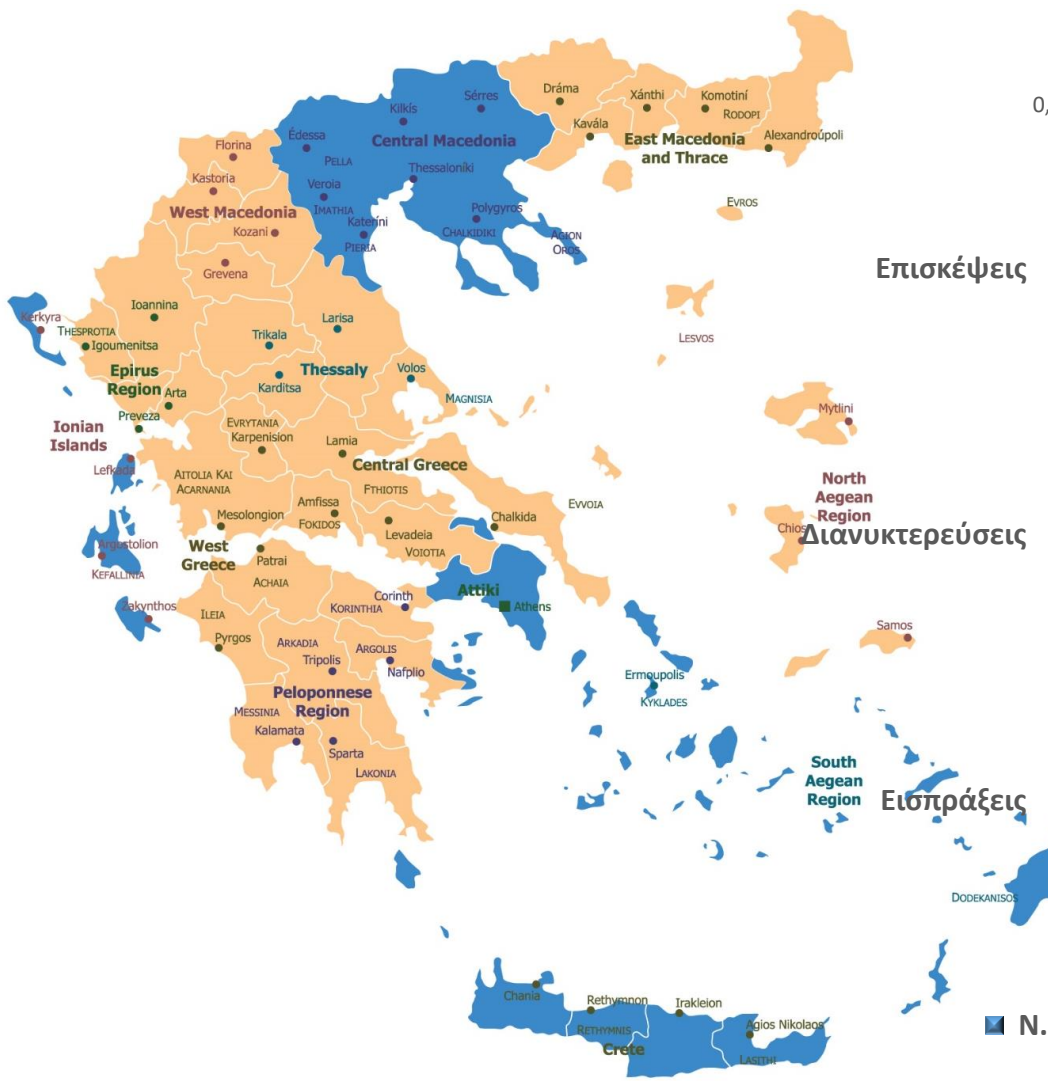 Dráma
Xánthi
Komotiní
RODOPI
Kavála
East Macedonia
and Thrace
Alexandroúpoli
EVROS
0,
Sérres
Kilkís
Édessa
Central Macedonia
PELLA
Thessaloníki
Veroia
IMATHIA
Polygyros
CHALKIDIKI
Kateríni
PIERIA
AGION
OROS
Florina
Kastoria
West Macedonia
Kozani
Grevena
Επισκέψεις
Kerkyra
Ioannina
THESPROTIA
Igoumenitsa
Epirus
Region
Arta
Preveza
Larisa
Trikala
Thessaly
Karditsa
Volos
MAGNISIA
LESVOS
Mytlini
Ionian
Islands
Lefkada
EVRYTANIA
Karpenision
Lamia
Central Greece
FTHIOTIS
AITOLIA KAI
ACARNANIA
Amfissa
FOKIDOS
Mesolongion
Levadeia
VOIOTIA
Chalkida
EVVOIA
North
Aegean
Region
Chios
Διανυκτερεύσεις
Argostolion
KEFALLINIA
West
Greece
Patrai
ACHAIA
Zakynthos
ILEIA
Pyrgos
Corinth
KORINTHIA
Attiki
Athens
ARKADIA
Tripolis
ARGOLIS
Nafplio
Samos
Ermoupolis
KYKLADES
Peloponnese
Region
MESSINIA
Kalamata
Sparta
LAKONIA
South
Aegean
Region
Εισπράξεις
DODEKANISOS
Chania
Rethymnon
Irakleion
Agios Nikolaos
RETHYMNIS
Crete
LASITHI
Ν.